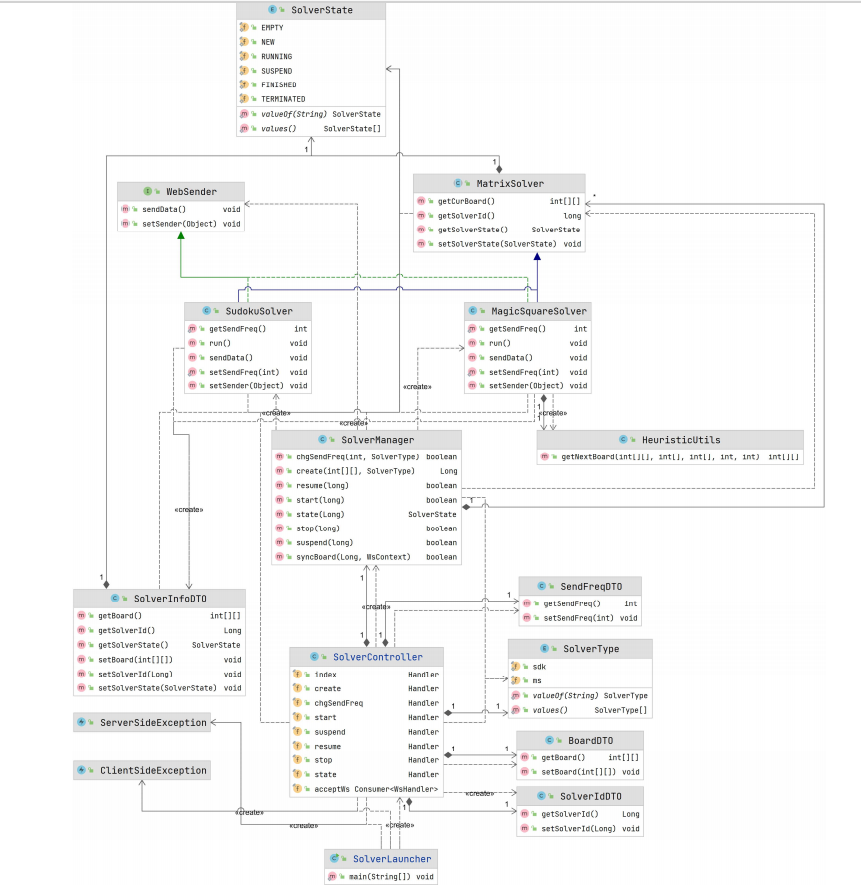 SolverState
EMPTY
NEW
RUNNING
SUSPEND
FINISHED
TERMINATED
valueOf(String) SolverState
values() SolverState[]
1
1
WebSender
sendData() void
setSender(Object) void
MatrixSolver
getCurBoard() int[][]
getSolverId() long
getSolverState() SolverState
setSolverState(SolverState) void
*
SudokuSolver
getSendFreq() int
run() void
sendData() void
setSendFreq(int) void
setSender(Object) void
MagicSquareSolver
getSendFreq() int
run() void
sendData() void
setSendFreq(int) void
setSender(Object) void
«create»
«create»
«create»
1
1
«create»
SolverManager
chgSendFreq(int, SolverType) boolean
create(int[][], SolverType) Long
resume(long) boolean
start(long) boolean
state(Long) SolverState
stop(long) boolean
suspend(long) boolean
syncBoard(Long, WsContext) boolean
HeuristicUtils
getNextBoard(int[][], int[], int[], int, int) int[][]
1
«create»
1
SolverInfoDTO
getBoard() int[][]
getSolverId() Long
getSolverState() SolverState
setBoard(int[][]) void
setSolverId(Long) void
setSolverState(SolverState) void
1
«create»
1
1
1
SendFreqDTO
getSendFreq() int
setSendFreq(int) void
SolverController
index Handler
create Handler
chgSendFreq Handler
start Handler
suspend Handler
resume Handler
stop Handler
state Handler
acceptWs Consumer<WsHandler>
SolverType
sdk
ms
valueOf(String) SolverType
values() SolverType[]
1
1
ServerSideException
ClientSideException
1
1
BoardDTO
getBoard() int[][]
setBoard(int[][]) void
«create»
1
1
SolverIdDTO
getSolverId() Long
setSolverId(Long) void
«create»
«create»
«create»
SolverLauncher
main(String[]) void